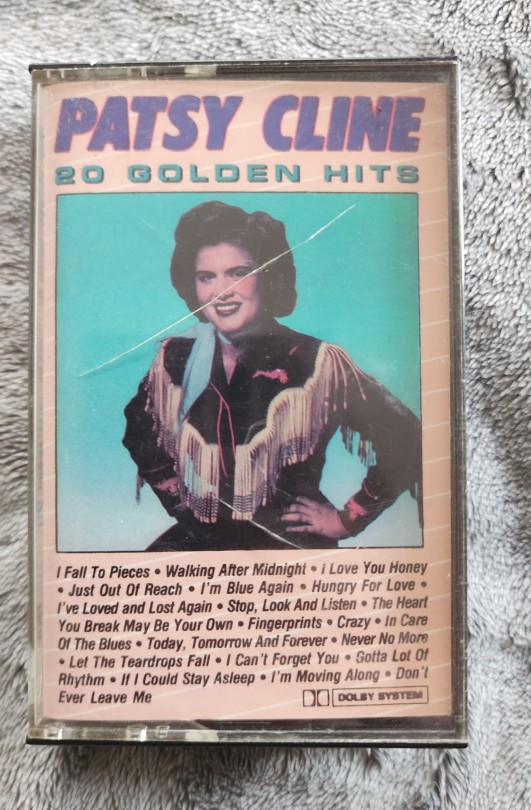 PATSY CLINE
20 GOLDEN HITS
I Fall To Pieces • Walking After Midnight • I Love You Honey
• Just Out Of Reach • I'm Blue Again • Hungry For Love •
I've Loved and Lost Again • Stop, Look And Listen • The Heart
You Break May Be Your Own • Fingerprints • Crazy • In Care
Of The Blues • Today, Tomorrow And Forever • Never No More
• Let The Teardrops Fall • I Can't Forget You • Gotta Lot Of
Rhythm • If I Could Stay Asleep • I'm Moving Along • Don't
Ever Leave Me
DOLBY SYSTEM